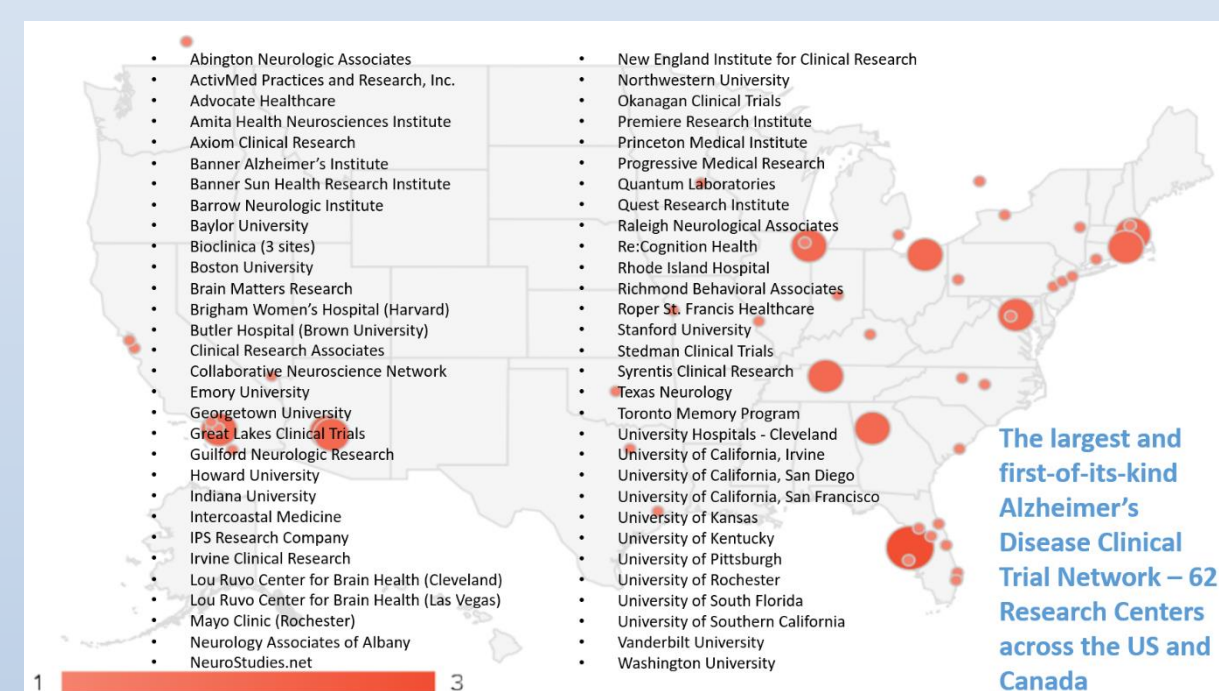 • Abington Neurologic Associates
• ActivMed Practices and Research, Inc.
• Advocate Healthcare
• Amita Health Neurosciences Institute
• Axiom Clinical Research
• Banner Alzheimer's Institute
• Banner Sun Health Research Institute
• Barrow Neurologic Institute
• Baylor University
• Bioclinica (3 sites)
• Boston University
• Brain Matters Research
• Brigham Women's Hospital (Harvard)
• Butler Hospital (Brown University)
• Clinical Research Associates
• Collaborative Neuroscience Network
• Emory University
• Georgetown University
• Great Lakes Clinical Trials
• Guilford Neurologic Research
• Howard University
• Indiana University
• Intercoastal Medicine
• IPS Research Company
• Irvine Clinical Research
• Lou Ruvo Center for Brain Health (Cleveland)
• Lou Ruvo Center for Brain Health (Las Vegas)
• Mayo Clinic (Rochester)
• Neurology Associates of Albany
• NeuroStudies.net
• New England Institute for Clinical Research
• Northwestern University
• Okanagan Clinical Trials
• Premiere Research Institute
• Princeton Medical Institute
• Progressive Medical Research
• Quantum Laboratories
• Quest Research Institute
• Raleigh Neurological Associates
• Re:Cognition Health
• Rhode Island Hospital
• Richmond Behavioral Associates
• Roper St. Francis Healthcare
• Stanford University
• Stedman Clinical Trials
• Syrentis Clinical Research
• Texas Neurology
• Toronto Memory Program
• University Hospitals - Cleveland
• University of California, Irvine
• University of California, San Diego
• University of California, San Francisco
• University of Kansas
• University of Kentucky
• University of Pittsburgh
• University of Rochester
• University of South Florida
• University of Southern California
• Vanderbilt University
• Washington University
The largest and
first-of-its-kind
Alzheimer's
Disease Clinical
Trial Network – 62
Research Centers
across the US and
Canada
1 3